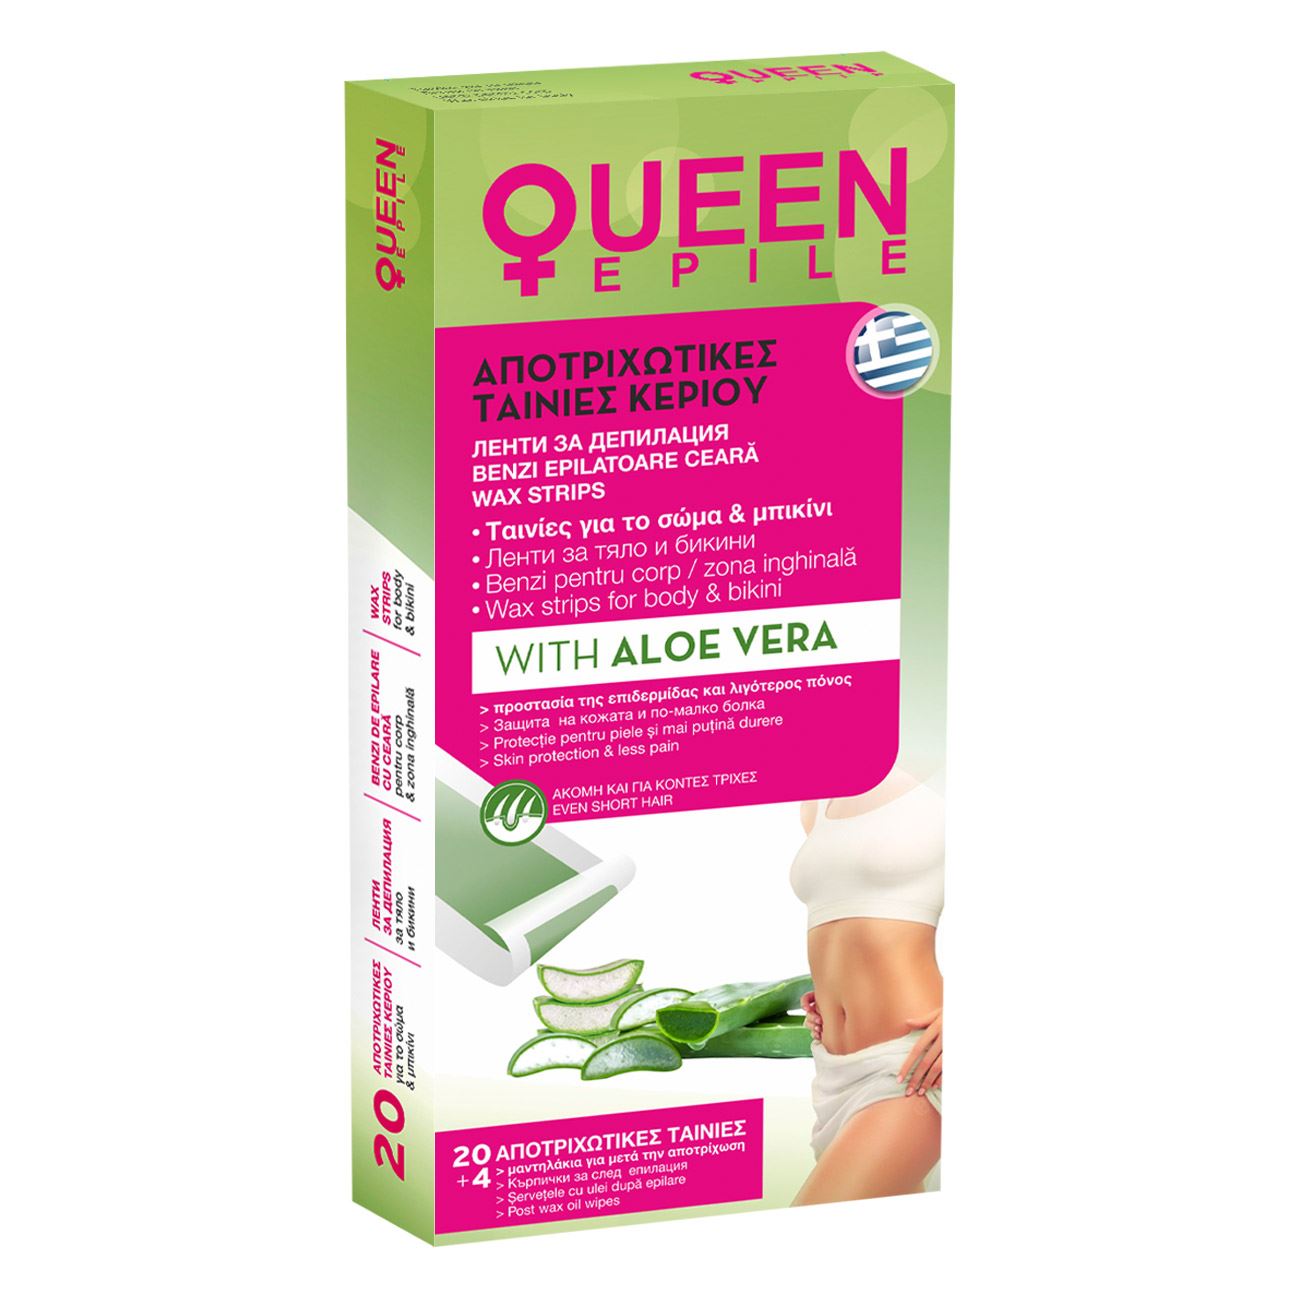 QUEEN
EPILE
QUEEN
EPILE
ΑΠΟΤΡΙΧΩΤΙΚΕΣ
ΤΑΙΝΙΕΣ ΚΕΡΙΟΥ
ЛЕНТИ ЗА ДЕПИЛАЦИЯ
BENZI EPILATOARE CEARĂ
WAX STRIPS
• Ταινίες για το σώμα & μπικίνι
• Ленти за тяло и бикини
• Benzi pentru corp / zona inghinală
• Wax strips for body & bikini
WITH ALOE VERA
> προστασία της επιδερμίδας και λιγότερος πόνος
> Защита на кожата и по-малко болка
> Protecție pentru piele și mai puțină durere
> Skin protection & less pain
ΑΚΟΜΗ ΚΑΙ ΓΙΑ ΚΟΝΤΕΣ ΤΡΙΧΕΣ
EVEN SHORT HAIR
20 ΑΠΟΤΡΙΧΩΤΙΚΕΣ ΤΑΙΝΙΕΣ
+4 > μαντηλάκια για μετά την αποτρίχωση
> Кърпички за след епилация
> Șervețele cu ulei după epilare
> Post wax oil wipes
QUEEN
EPILE
20
ΑΠΟΤΡΙΧΩΤΙΚΕΣ
ΤΑΙΝΙΕΣ ΚΕΡΙΟΥ
για το σώμα
& μπικίνι
ЛЕНТИ
ЗА ДЕПИЛАЦИЯ
за тяло
и бикини
BENZI DE EPILARE
CU CEARĂ
pentru corp
& zona inghinală
WAX
STRIPS
for body
& bikini